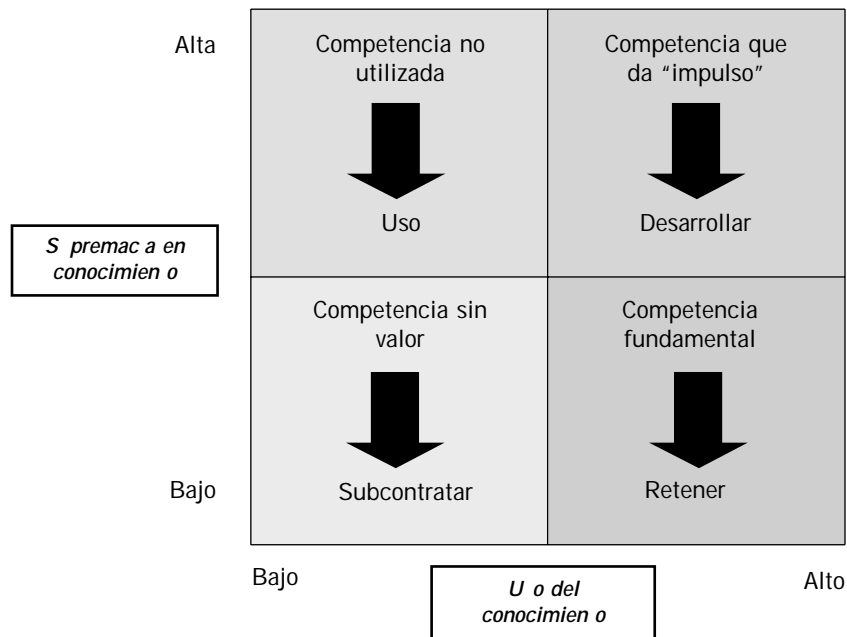 Alta
Competencia no
utilizada
Uso
Competencia que
da “impulso”
Desarrollar
S premac a en
conocimien o
Competencia sin
valor
Subcontratar
Competencia
fundamental
Retener
Bajo
Bajo
U o del
conocimien o
Alto